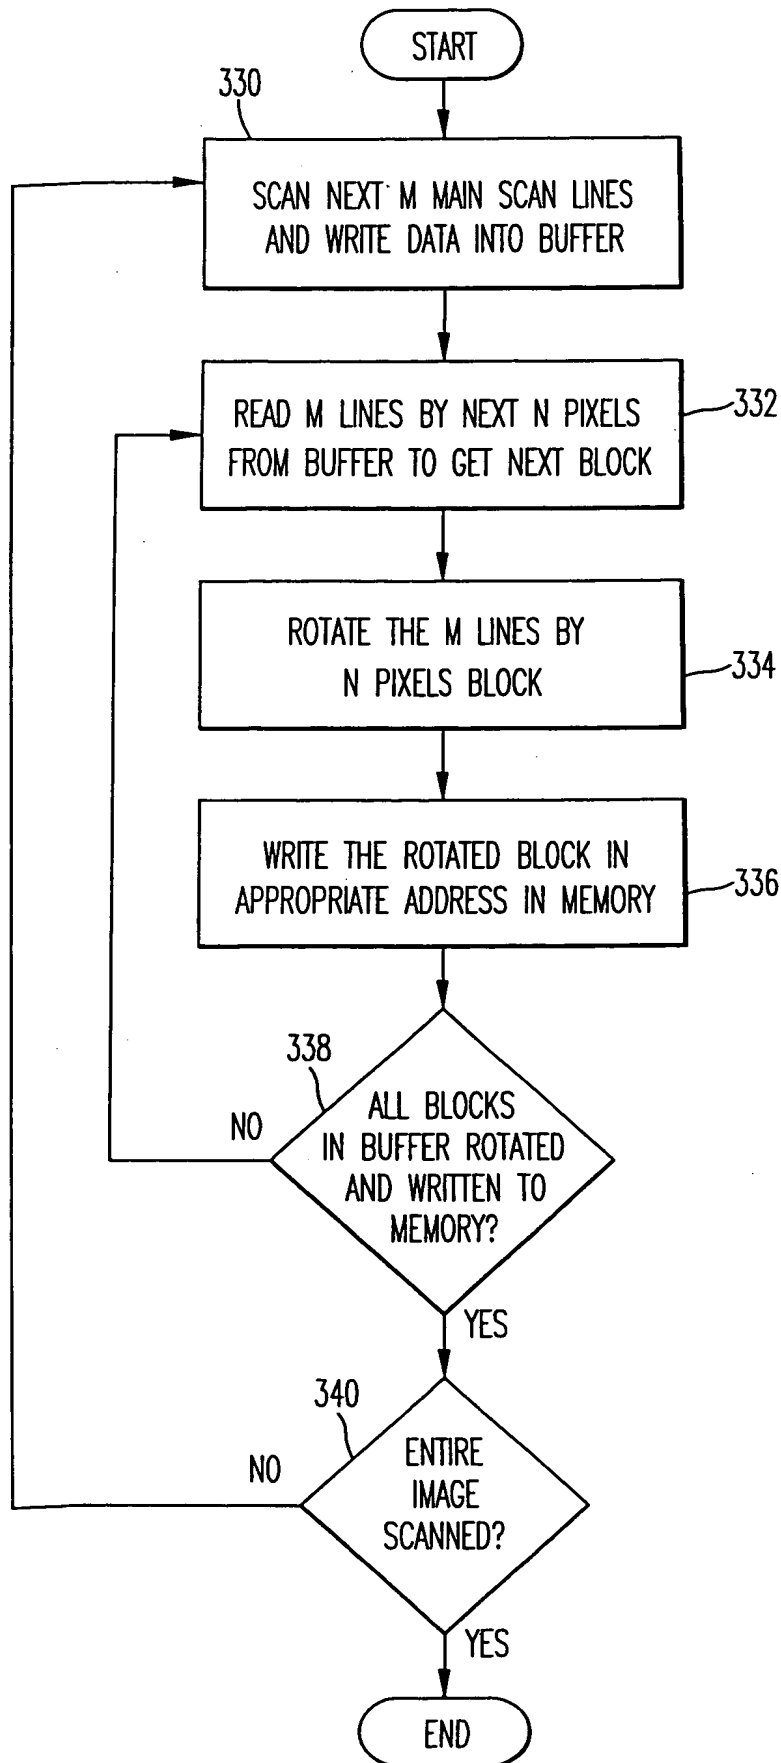 START
330
SCAN NEXT M MAIN SCAN LINES
AND WRITE DATA INTO BUFFER
READ M LINES BY NEXT N PIXELS
FROM BUFFER TO GET NEXT BLOCK
332
ROTATE THE M LINES BY
N PIXELS BLOCK
334
WRITE THE ROTATED BLOCK IN
APPROPRIATE ADDRESS IN MEMORY
336
338
NO
ALL BLOCKS
IN BUFFER ROTATED
AND WRITTEN TO
MEMORY?
YES
340
NO
ENTIRE
IMAGE
SCANNED?
YES
END